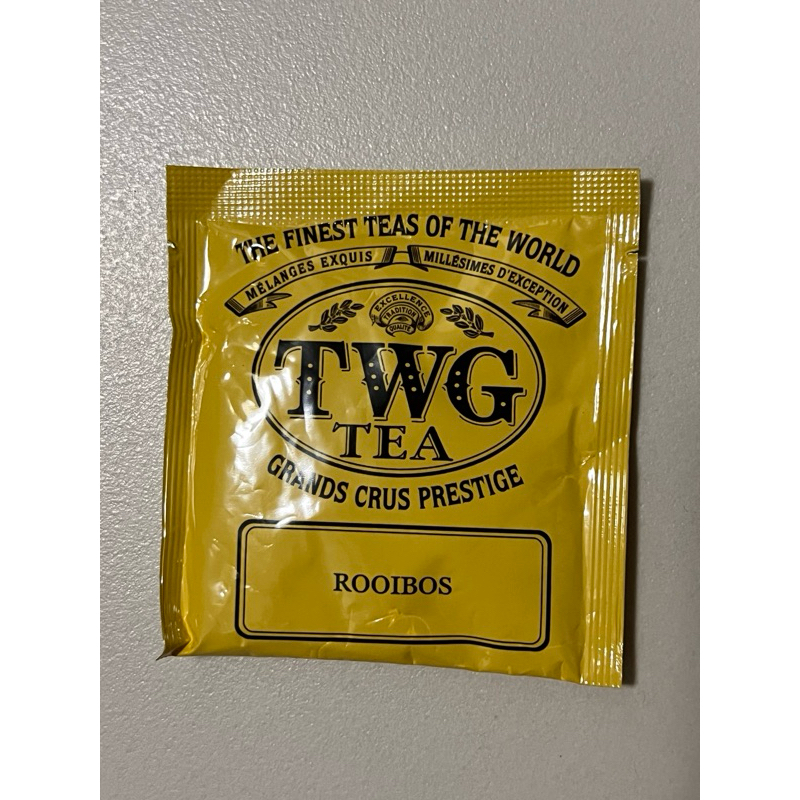 THE FINEST TEAS OF THE WORLD
MÉLANGES EXQUIS MILLÉSIMES D'EXCEPTION
EXCELLENCE
TRADITION
QUALITÉ
TWG
TEA
GRANDS CRUS PRESTIGE
ROOIBOS